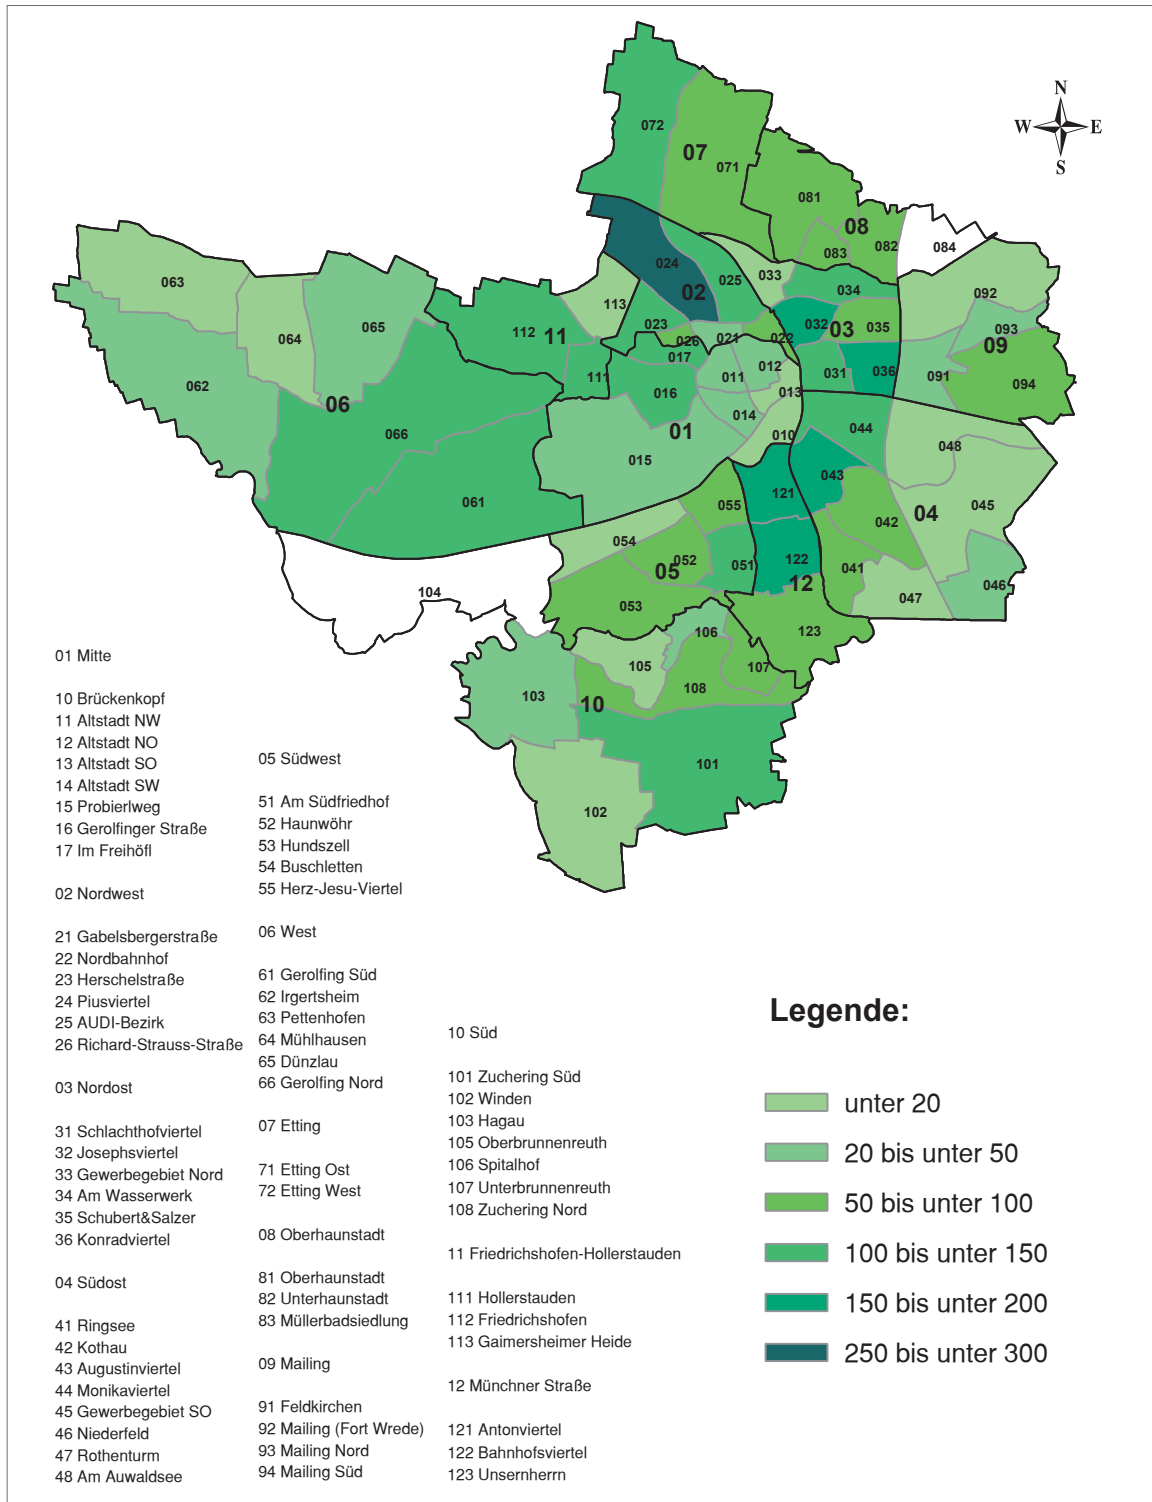 N
W E
S
072
07
071
081
08
083
082
084
063
064
065
062
06
066
061
024
02
025
033
034
032
03
035
092
093
09
091
094
113
112
11
111
023
026
021
022
017
016
011
012
013
014
010
01
015
031
036
044
048
043
042
04
045
041
047
046
121
122
12
123
055
054
052
05
051
053
104
106
105
107
108
103
10
101
102
01 Mitte
10 Brückenkopf
11 Altstadt NW
12 Altstadt NO
13 Altstadt SO
14 Altstadt SW
15 Probierlweg
16 Gerolfinger Straße
17 Im Freihöfl
02 Nordwest
21 Gabelsbergerstraße
22 Nordbahnhof
23 Herschelstraße
24 Piusviertel
25 AUDI-Bezirk
26 Richard-Strauss-Straße
03 Nordost
31 Schlachthofviertel
32 Josephsviertel
33 Gewerbegebiet Nord
34 Am Wasserwerk
35 Schubert&Salzer
36 Konradviertel
04 Südost
41 Ringsee
42 Kothau
43 Augustinviertel
44 Monikaviertel
45 Gewerbegebiet SO
46 Niederfeld
47 Rothenturm
48 Am Auwaldsee
05 Südwest
51 Am Südfriedhof
52 Haunwöhr
53 Hundszell
54 Buschletten
55 Herz-Jesu-Viertel
06 West
61 Gerolfing Süd
62 Irgertsheim
63 Pettenhofen
64 Mühlhausen
65 Dünzlau
66 Gerolfing Nord
07 Etting
71 Etting Ost
72 Etting West
08 Oberhaunstadt
81 Oberhaunstadt
82 Unterhaunstadt
83 Müllerbadsiedlung
09 Mailing
91 Feldkirchen
92 Mailing (Fort Wrede)
93 Mailing Nord
94 Mailing Süd
10 Süd
101 Zuchering Süd
102 Winden
103 Hagau
105 Oberbrunnenreuth
106 Spitalhof
107 Unterbrunnenreuth
108 Zuchering Nord
11 Friedrichshofen-Hollerstauden
111 Hollerstauden
112 Friedrichshofen
113 Gaimersheimer Heide
12 Münchner Straße
121 Antonviertel
122 Bahnhofsviertel
123 Unsernherrn
Legende:
unter 20
20 bis unter 50
50 bis unter 100
100 bis unter 150
150 bis unter 200
250 bis unter 300